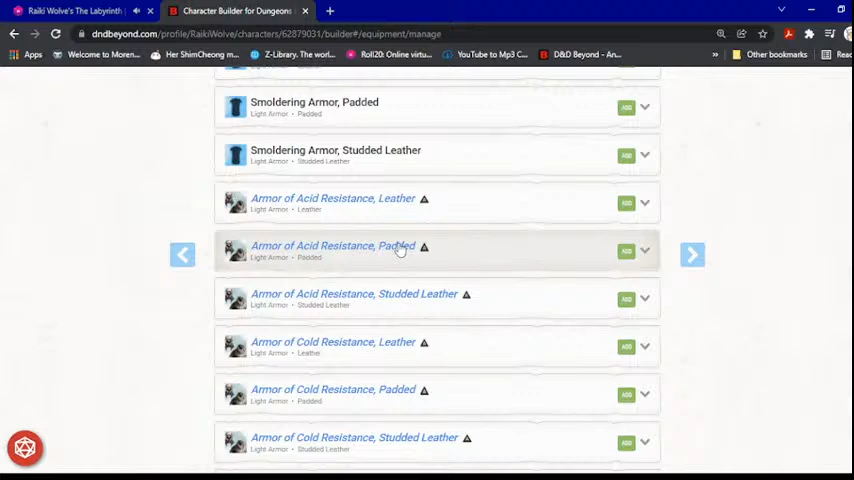 Raiki Wolve's The Labyrinth |
Character Builder for Dungeons
dndbeyond.com/profile/RaikiWolve/characters/62879031/builder#/equipment/manage
Apps
Welcome to Moren...
Her ShimCheong m...
Z-Library. The worl...
Roll20: Online virtu...
YouTube to Mp3 C...
D&D Beyond - An...
»
Other bookmarks
Smoldering Armor, Padded
Light Armor • Padded
ADD
Smoldering Armor, Studded Leather
Light Armor • Studded Leather
ADD
Armor of Acid Resistance, Leather
Light Armor • Leather
ADD
Armor of Acid Resistance, Padded
Light Armor • Padded
ADD
Armor of Acid Resistance, Studded Leather
Light Armor • Studded Leather
ADD
Armor of Cold Resistance, Leather
Light Armor • Leather
ADD
Armor of Cold Resistance, Padded
Light Armor • Padded
ADD
Armor of Cold Resistance, Studded Leather
Light Armor • Studded Leather
ADD